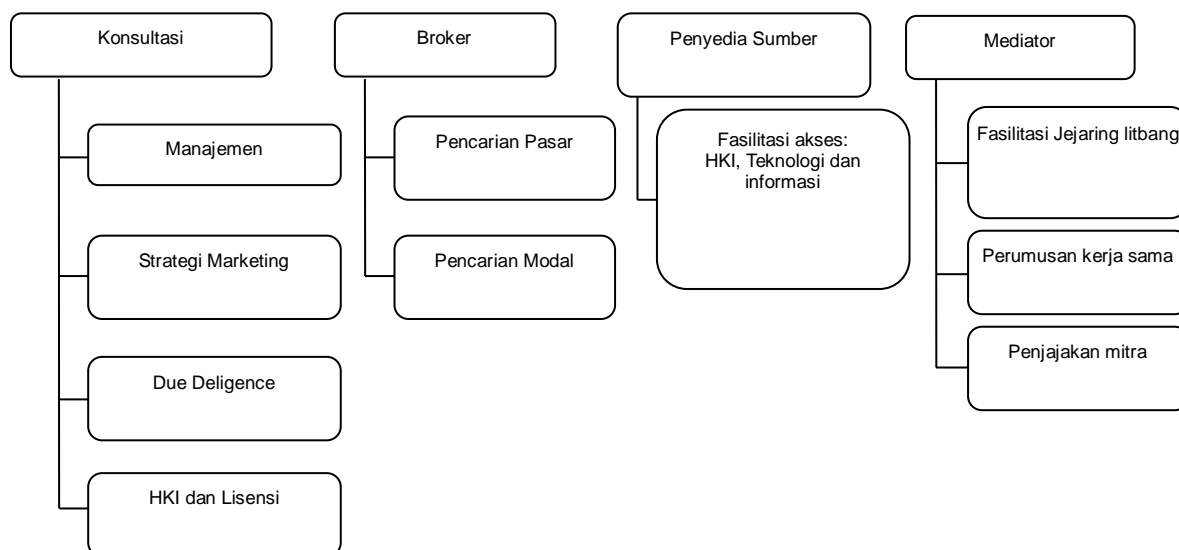 Konsultasi
Manajemen
Strategi Marketing
Due Deligence
HKI dan Lisensi
Broker
Pencarian Pasar
Pencarian Modal
Penyedia Sumber
Fasilitasi akses:
HKI, Teknologi dan
informasi
Mediator
Fasilitasi Jejaring litbang
Perumusan kerja sama
Penjajakan mitra